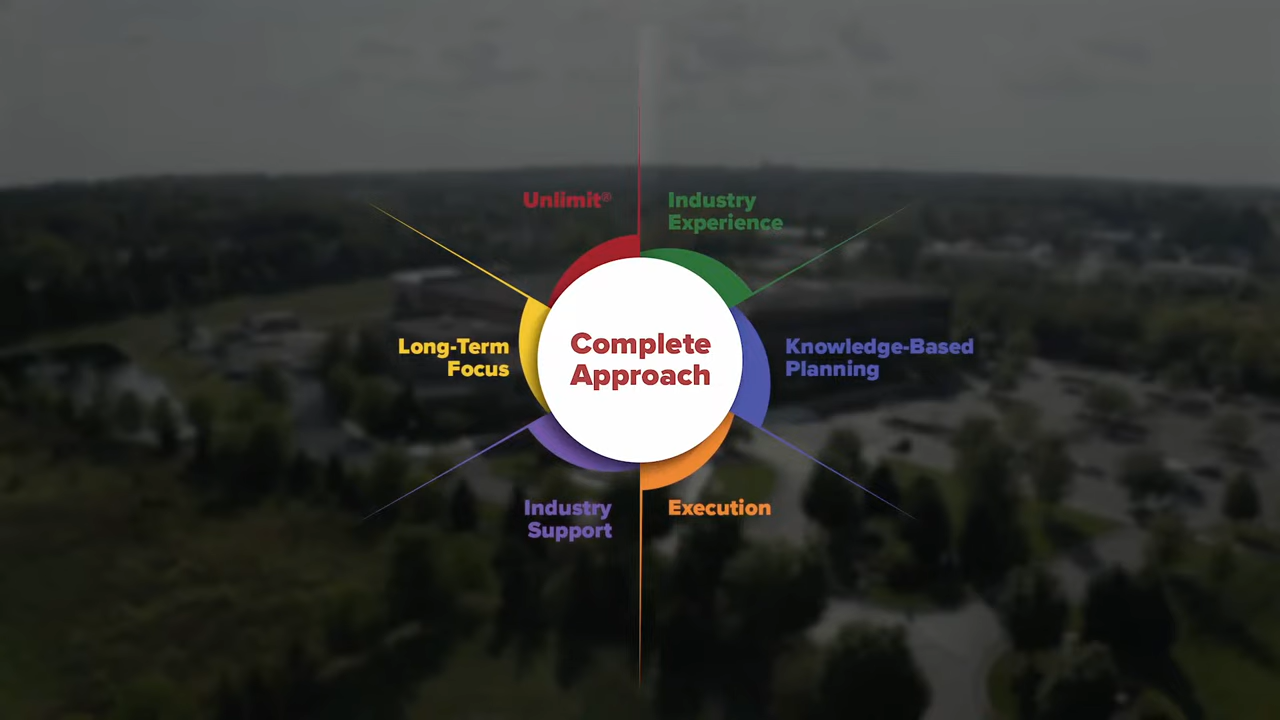 Unlimit®
Industry
Experience
Long-Term
Focus
Complete
Approach
Knowledge-Based
Planning
Industry
Support
Execution